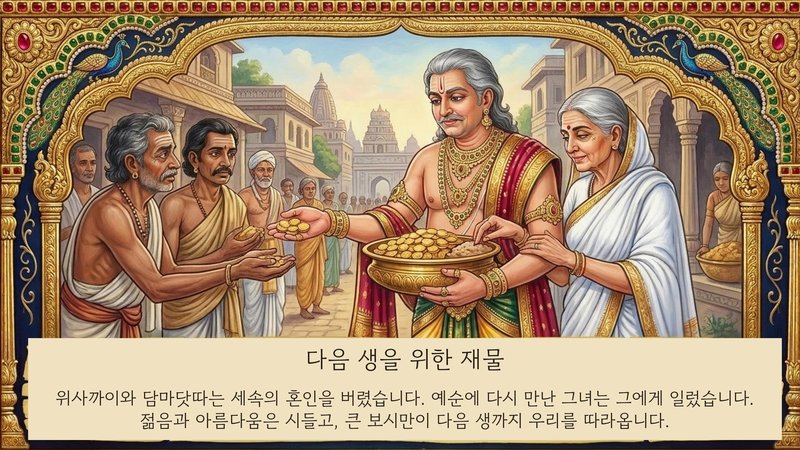 다음 생을 위한 재물
위사까이와 담마닷따는 세속의 혼인을 버렸습니다. 예순에 다시 만난 그녀는 그에게 일렀습니다.
젊음과 아름다움은 시들고, 큰 보시만이 다음 생까지 우리를 따라옵니다.